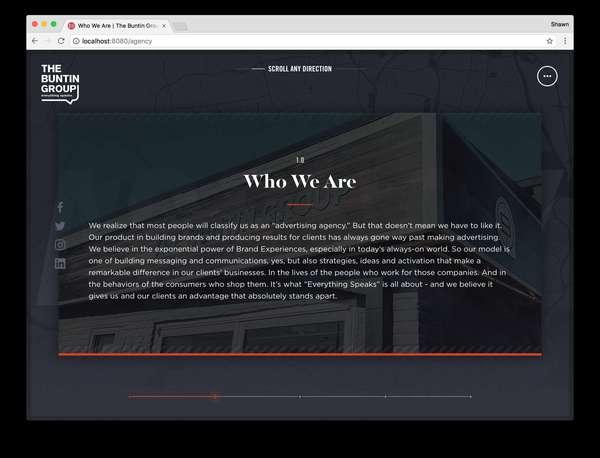 Who We Are | The Buntin Gro
Shawn
localhost:8080/agency
THE
BUNTIN
GROUP
everything speaks
SCROLL ANY DIRECTION
1.0
Who We Are
We realize that most people will classify us as an "advertising agency." But that doesn't mean we have to like it.
Our product in building brands and producing results for clients has always gone way past making advertising.
We believe in the exponential power of Brand Experiences, especially in today's always-on world. So our model is
one of building messaging and communications, yes, but also strategies, ideas and activation that make a
remarkable difference in our clients' businesses. In the lives of the people who work for those companies. And in
the behaviors of the consumers who shop them. It's what "Everything Speaks" is all about - and we believe it
gives us and our clients an advantage that absolutely stands apart.